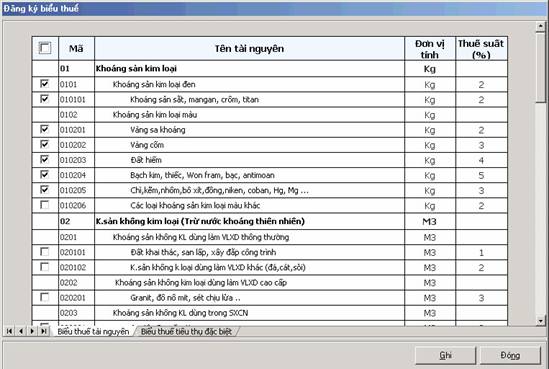 Đăng ký biểu thuế
Mã Tên tài nguyên Đơn vị tính Thuế suất (%)
01 Khoáng sản kim loại Kg
0101 Khoáng sản kim loại đen Kg 2
010101 Khoáng sản sắt, mangan, crôm, titan Kg 2
0102 Khoáng sản kim loại màu Kg
010201 Vàng sa khoáng Kg 2
010202 Vàng cốm Kg 3
010203 Đất hiếm Kg 4
010204 Bạch kim, thiếc, Won fram, bạc, antimoan Kg 5
010205 Chì,kẽm,nhôm,bô xít,đồng,niken, coban, Hg, Mg ... Kg 3
010206 Các loại khoáng sản kim loại màu khác Kg 2
02 K.sản không kim loại (Trừ nước khoáng thiên nhiên) M3
0201 Khoáng sản không KL dùng làm VLXD thông thường M3
020101 Đất khai thác, san lấp, xây đắp công trình M3 1
020102 K.sản không k.loại dùng làm VLXD khác (đá,cát,sỏi) M3 2
0202 Khoáng sản không kim loại dùng làm VLXD cao cấp M3
020201 Granit, đô nô mít, sét chịu lửa .. M3 3
0203 Khoáng sản không KL dùng trong SXCN M3
Biểu thuế tài nguyên Biểu thuế tiêu thụ đặc biệt
Ghi Đóng